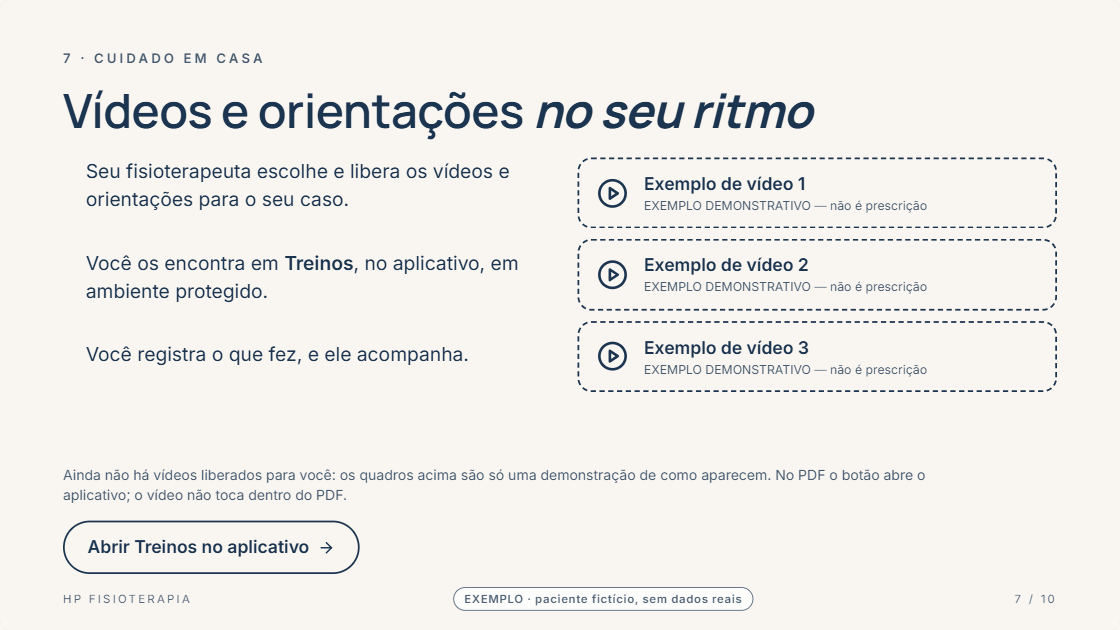 7 · CUIDADO EM CASA
Vídeos e orientações no seu ritmo
Seu fisioterapeuta escolhe e libera os vídeos e
orientações para o seu caso.
Você os encontra em Treinos, no aplicativo, em
ambiente protegido.
Você registra o que fez, e ele acompanha.
Exemplo de vídeo 1
EXEMPLO DEMONSTRATIVO — não é prescrição
Exemplo de vídeo 2
EXEMPLO DEMONSTRATIVO — não é prescrição
Exemplo de vídeo 3
EXEMPLO DEMONSTRATIVO — não é prescrição
Ainda não há vídeos liberados para você: os quadros acima são só uma demonstração de como aparecem. No PDF o botão abre o
aplicativo; o vídeo não toca dentro do PDF.
Abrir Treinos no aplicativo →
HP FISIOTERAPIA
EXEMPLO · paciente fictício, sem dados reais
7 / 10